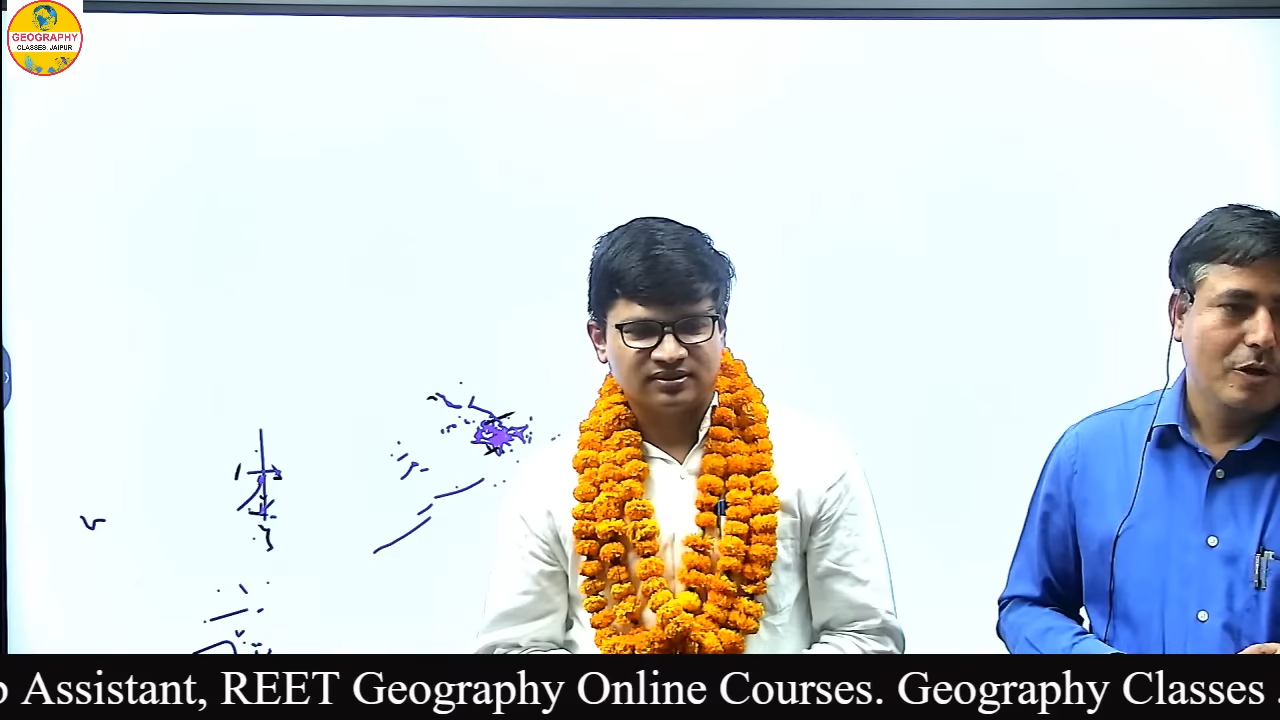 GEOGRAPHY
CLASSES, JAIPUR
Assistant, REET Geography Online Courses. Geography Classes